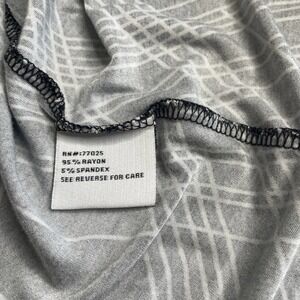 RN#:77025
95% RAYON
5% SPANDEX
SEE REVERSE FOR CARE